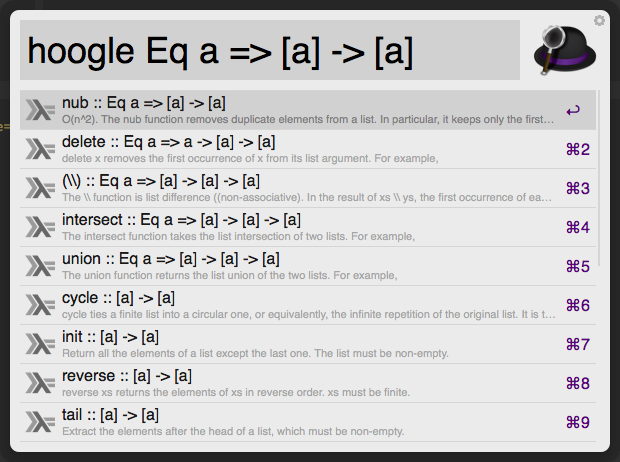 hoogle Eq a => [a] -> [a]
nub :: Eq a => [a] -> [a]
O(n^2). The nub function removes duplicate elements from a list. In particular, it keeps only the first…
↩
delete :: Eq a => a -> [a] -> [a]
delete x removes the first occurrence of x from its list argument. For example,
⌘2
(\\) :: Eq a => [a] -> [a] -> [a]
The \\ function is list difference ((non-associative). In the result of xs \\ ys, the first occurrence of ea…
⌘3
intersect :: Eq a => [a] -> [a] -> [a]
The intersect function takes the list intersection of two lists. For example,
⌘4
union :: Eq a => [a] -> [a] -> [a]
The union function returns the list union of the two lists. For example,
⌘5
cycle :: [a] -> [a]
cycle ties a finite list into a circular one, or equivalently, the infinite repetition of the original list. It is t…
⌘6
init :: [a] -> [a]
Return all the elements of a list except the last one. The list must be non-empty.
⌘7
reverse :: [a] -> [a]
reverse xs returns the elements of xs in reverse order. xs must be finite.
⌘8
tail :: [a] -> [a]
Extract the elements after the head of a list, which must be non-empty.
⌘9